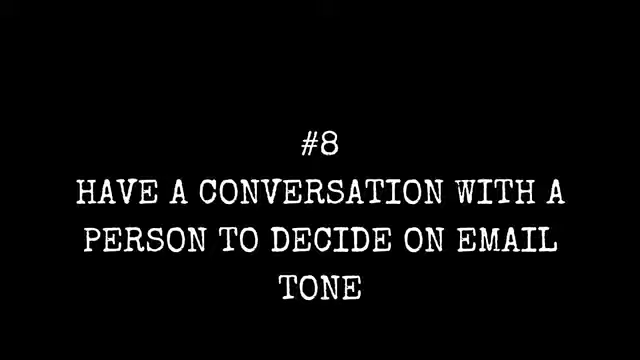 #8
HAVE A CONVERSATION WITH A
PERSON TO DECIDE ON EMAIL
TONE